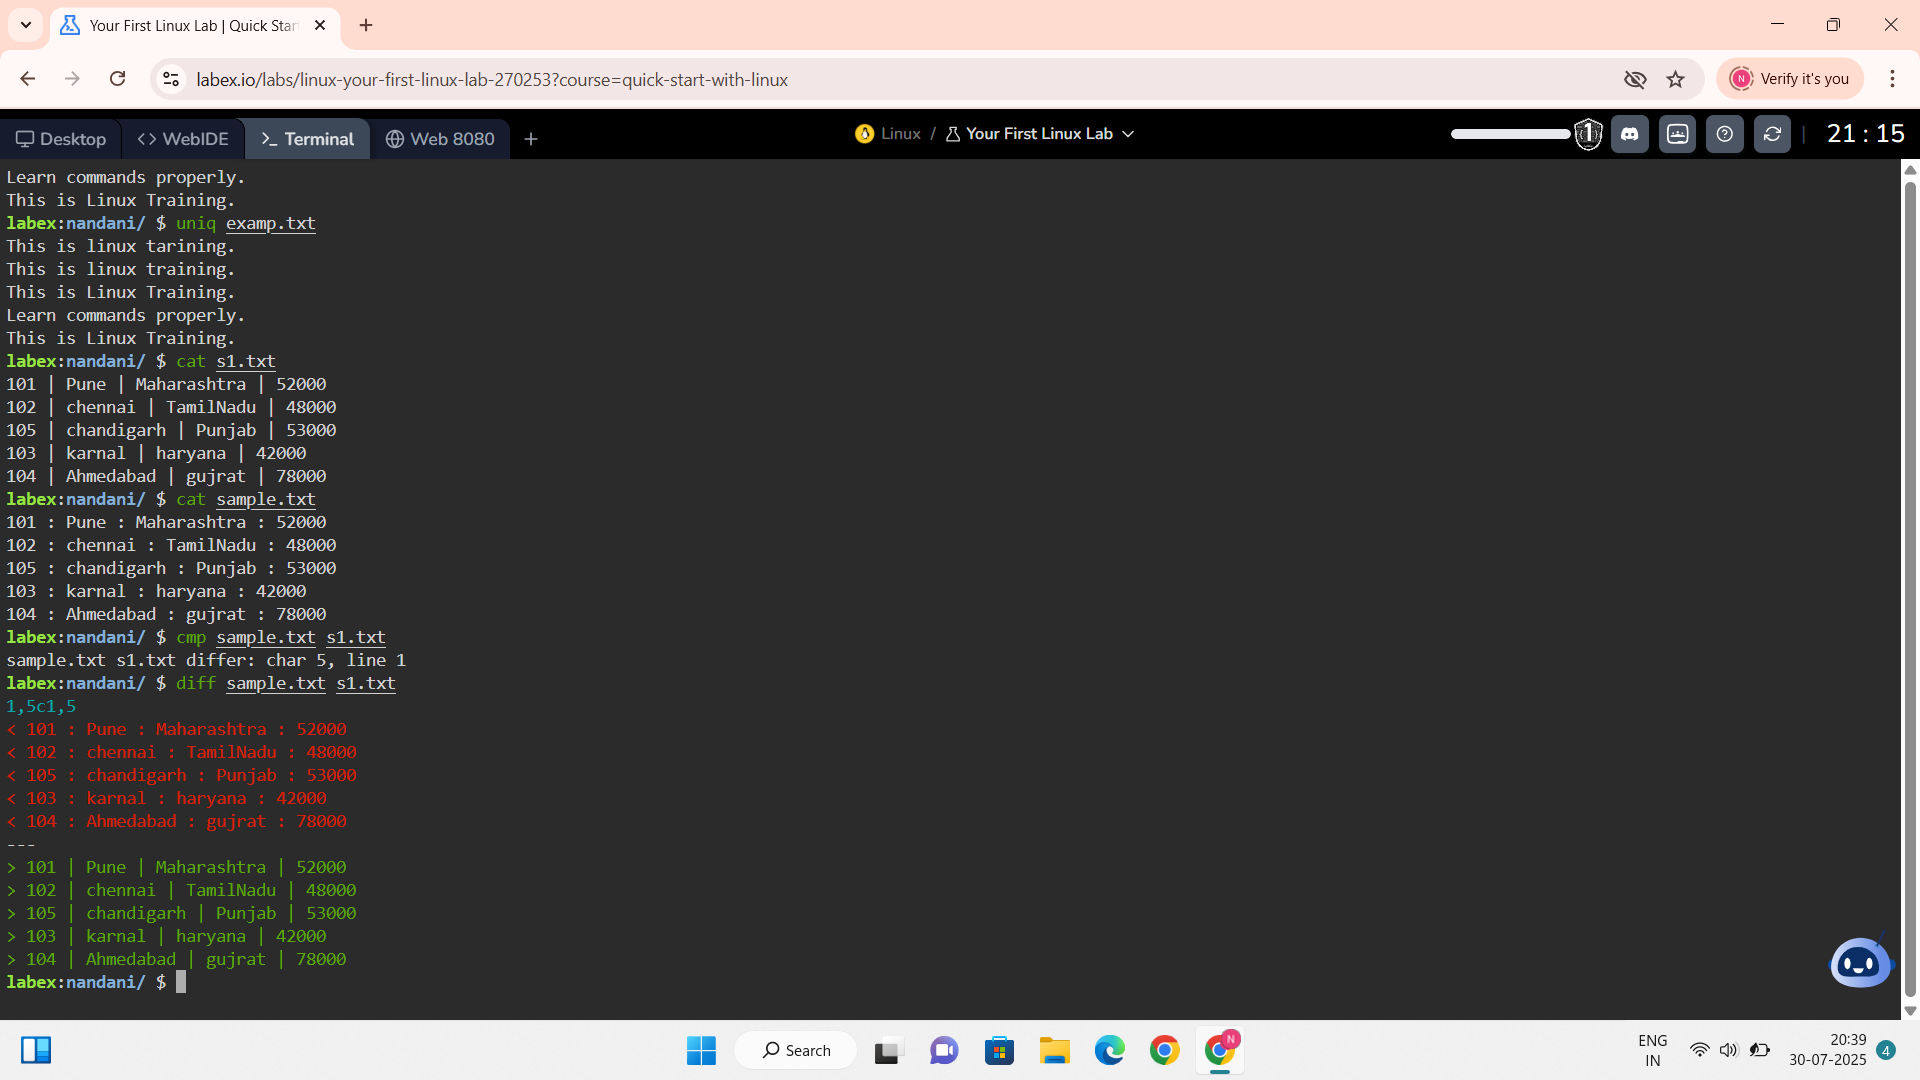 Your First Linux Lab | Quick Star
labex.io/labs/linux-your-first-linux-lab-270253?course=quick-start-with-linux
N Verify it's you
Desktop WebIDE Terminal Web 8080
Linux / Your First Linux Lab
1
21 : 15
Learn commands properly.
This is Linux Training.
labex:nandani/ $ uniq examp.txt
This is linux tarining.
This is linux training.
This is Linux Training.
Learn commands properly.
This is Linux Training.
labex:nandani/ $ cat s1.txt
101 | Pune | Maharashtra | 52000
102 | chennai | TamilNadu | 48000
105 | chandigarh | Punjab | 53000
103 | karnal | haryana | 42000
104 | Ahmedabad | gujrat | 78000
labex:nandani/ $ cat sample.txt
101 : Pune : Maharashtra : 52000
102 : chennai : TamilNadu : 48000
105 : chandigarh : Punjab : 53000
103 : karnal : haryana : 42000
104 : Ahmedabad : gujrat : 78000
labex:nandani/ $ cmp sample.txt s1.txt
sample.txt s1.txt differ: char 5, line 1
labex:nandani/ $ diff sample.txt s1.txt
1,5c1,5
< 101 : Pune : Maharashtra : 52000
< 102 : chennai : TamilNadu : 48000
< 105 : chandigarh : Punjab : 53000
< 103 : karnal : haryana : 42000
< 104 : Ahmedabad : gujrat : 78000
---
> 101 | Pune | Maharashtra | 52000
> 102 | chennai | TamilNadu | 48000
> 105 | chandigarh | Punjab | 53000
> 103 | karnal | haryana | 42000
> 104 | Ahmedabad | gujrat | 78000
labex:nandani/ $
Search
N
ENG
IN
20:39
30-07-2025
4